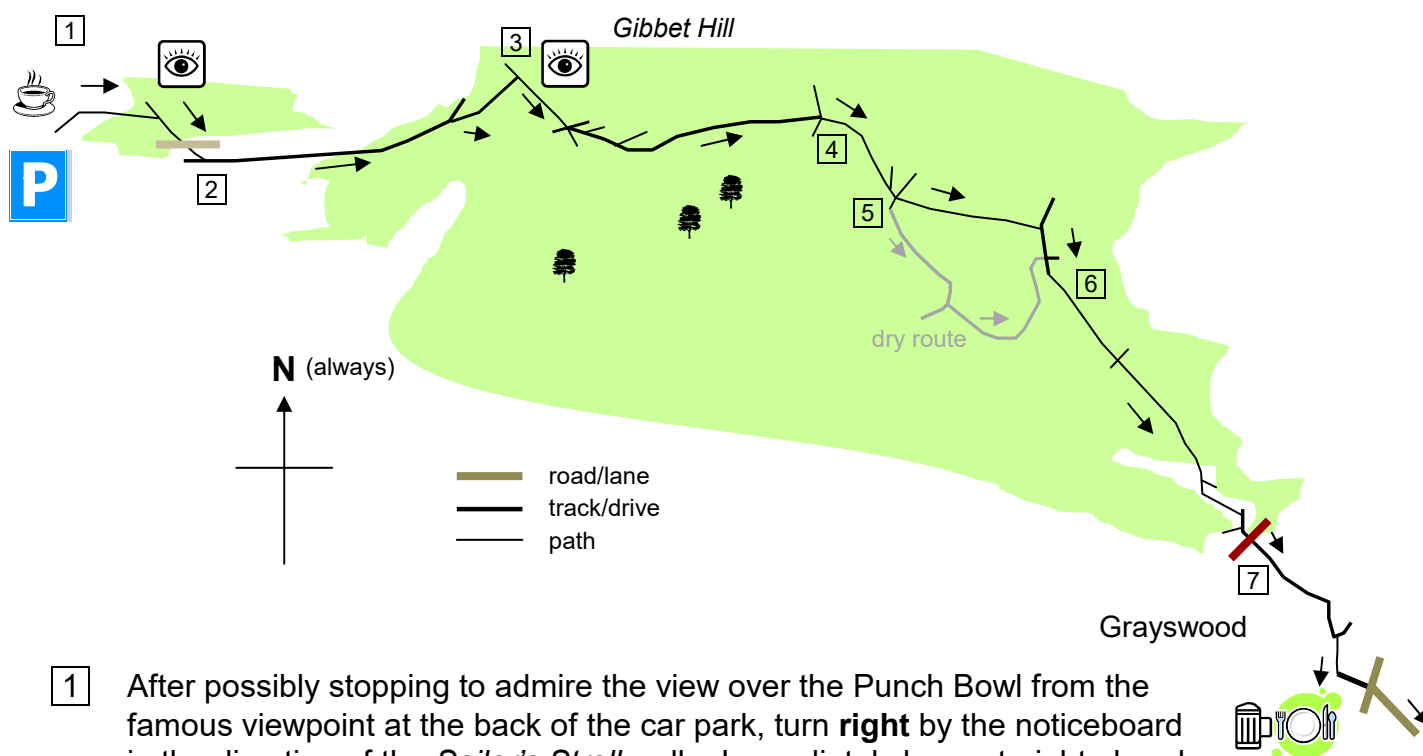 1
3
Gibbet Hill
P
2
4
5
6
dry route
N (always)
road/lane
track/drive
path
7
Grayswood
1 After possibly stopping to admire the view over the Punch Bowl from the
famous viewpoint at the back of the car park, turn right by the noticeboard